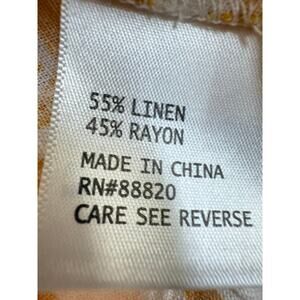 55% LINEN
45% RAYON
MADE IN CHINA
RN#88820
CARE SEE REVERSE